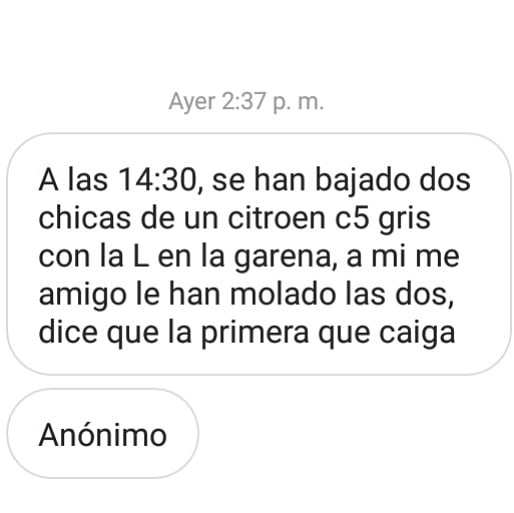 Ayer 2:37 p. m.
A las 14:30, se han bajado dos
chicas de un citroen c5 gris
con la L en la garena, a mi me
amigo le han molado las dos,
dice que la primera que caiga
Anónimo